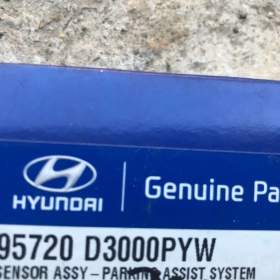 HYUNDAI
Genuine Pa
95720 D3000PYW
SENSOR ASSY - PARKING ASSIST SYSTEM